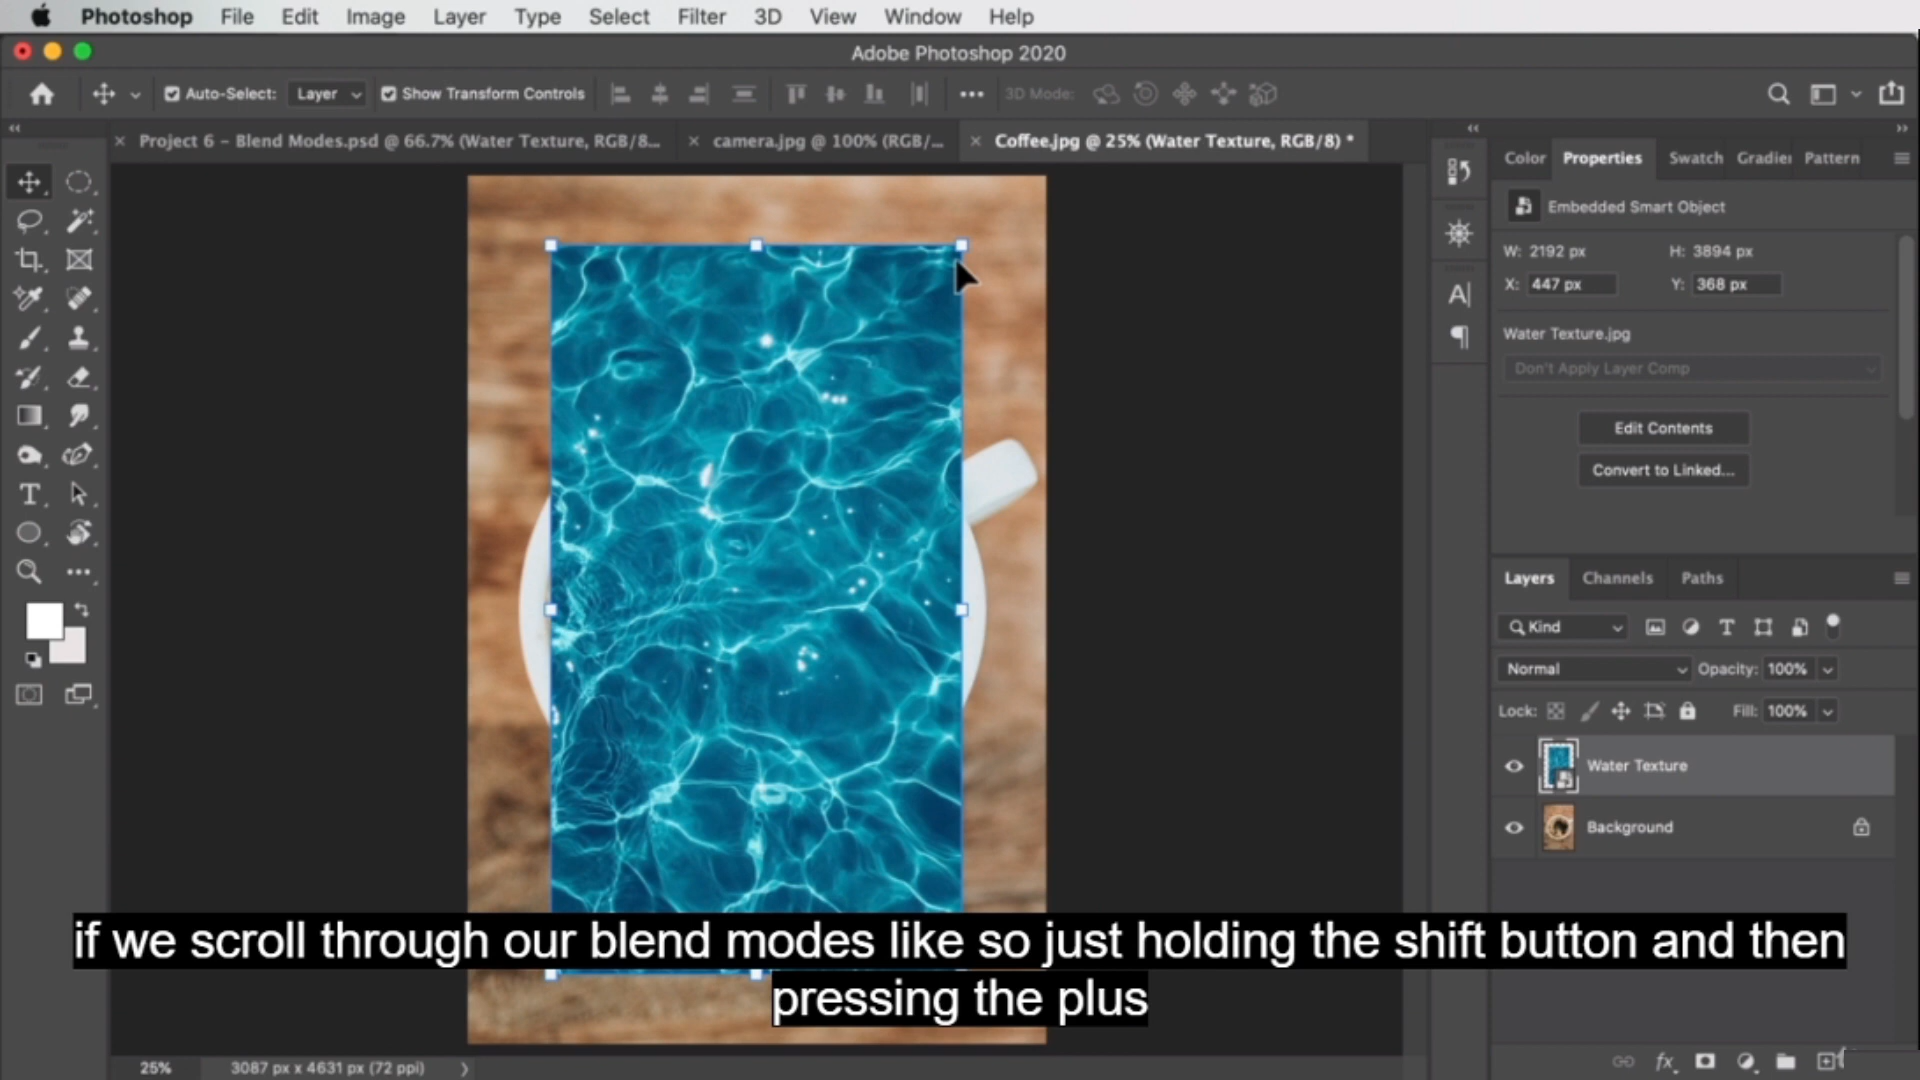 Photoshop File Edit Image Layer Type Select Filter 3D View Window Help
Adobe Photoshop 2020
Auto-Select: Layer Show Transform Controls 3D Mode:
Project 6 – Blend Modes.psd @ 66.7% (Water Texture, RGB/8... camera.jpg @ 100% (RGB/... Coffee.jpg @ 25% (Water Texture, RGB/8) *
Color Properties Swatch Gradie Pattern
Embedded Smart Object
W: 2192 px H: 3894 px
X: 447 px Y: 368 px
Water Texture.jpg
Don't Apply Layer Comp
Edit Contents
Convert to Linked...
Layers Channels Paths
Kind
Normal Opacity: 100%
Lock: Fill: 100%
Water Texture
Background
if we scroll through our blend modes like so just holding the shift button and then
pressing the plus
25% 3087 px x 4631 px (72 ppi)